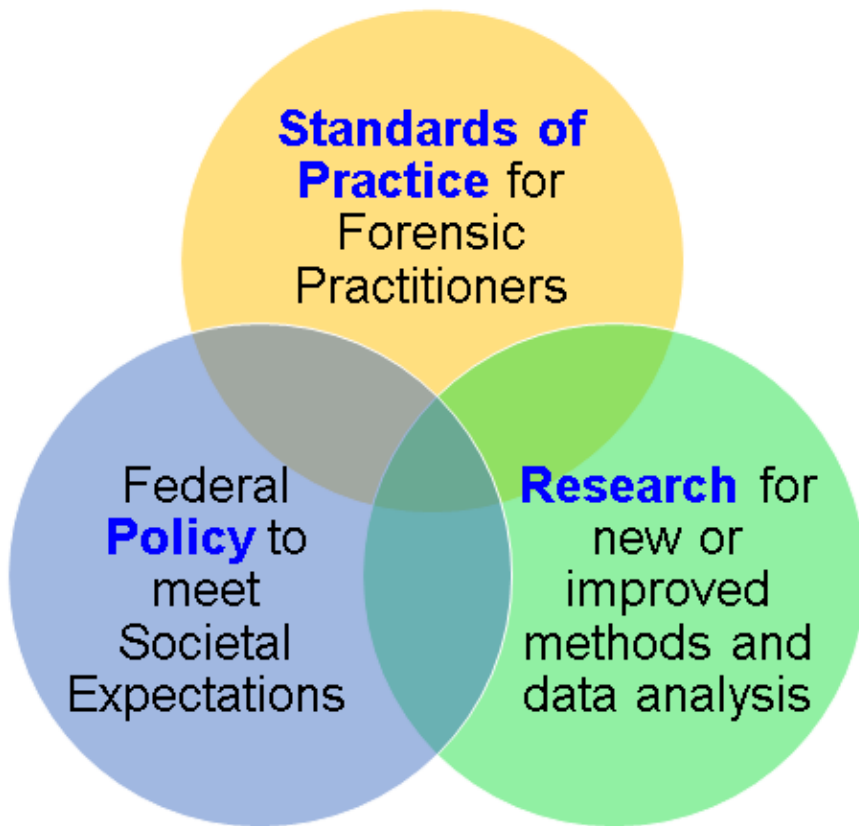 Standards of
Practice for
Forensic
Practitioners
Federal
Policy to
meet
Societal
Expectations
Research for
new or
improved
methods and
data analysis